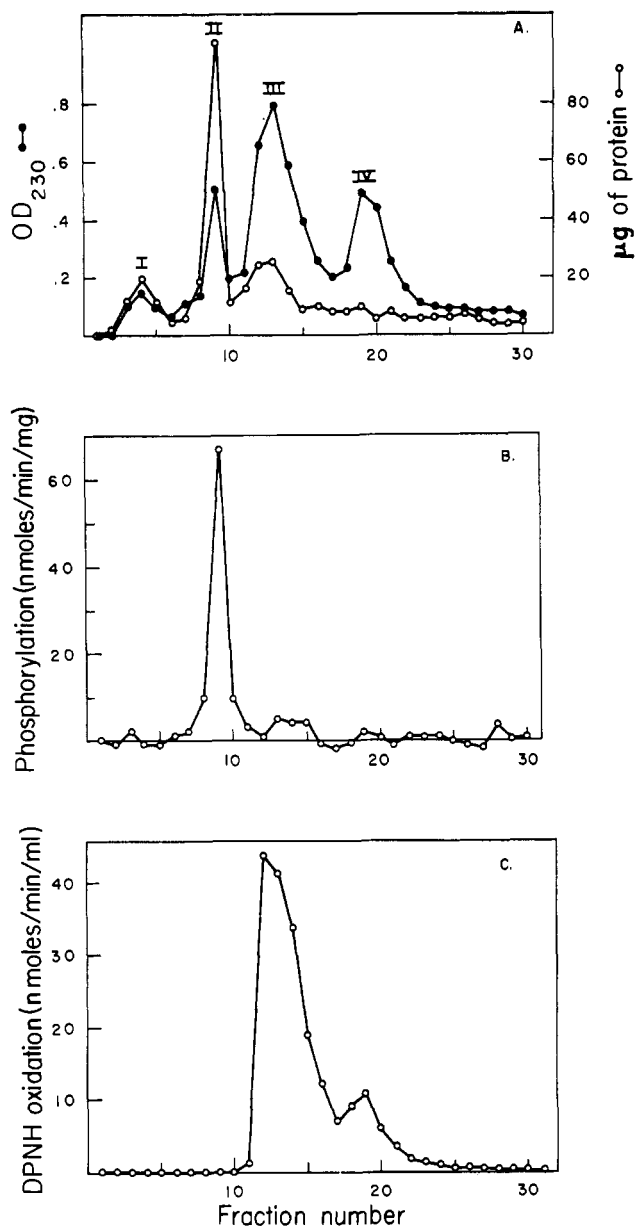 A.
I
II
III
IV
.8
.6
.4
.2
OD230
80
60
40
20
μg of protein
10
20
30
B.
60
40
20
Phosphorylation (nmoles/min/mg)
10
20
30
C.
40
30
20
10
DPNH oxidation (nmoles/min/ml)
10
20
30
Fraction number